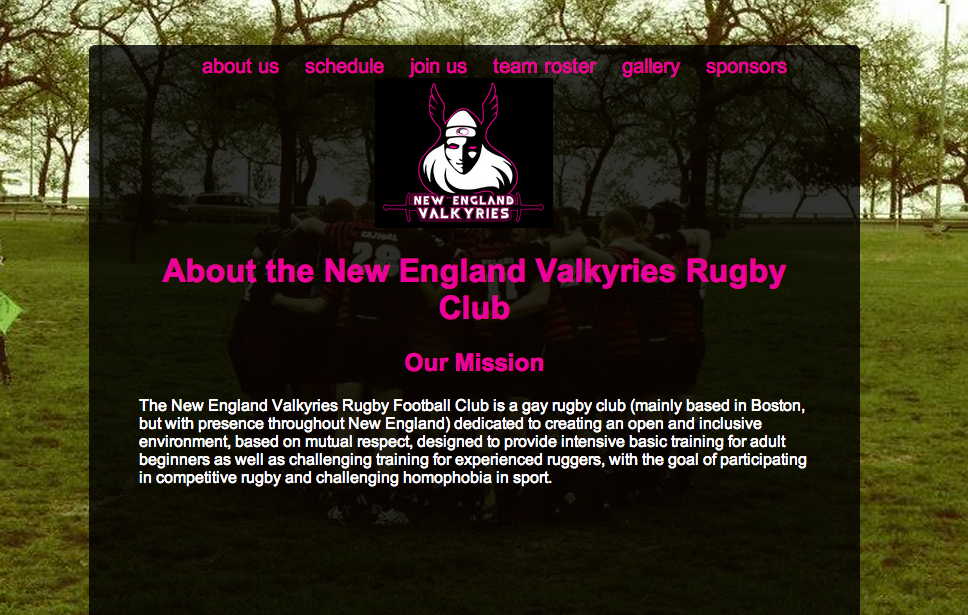 about us schedule join us team roster gallery sponsors
NEW ENGLAND
VALKYRIES
28
About the New England Valkyries Rugby
Club
Our Mission
The New England Valkyries Rugby Football Club is a gay rugby club (mainly based in Boston,
but with presence throughout New England) dedicated to creating an open and inclusive
environment, based on mutual respect, designed to provide intensive basic training for adult
beginners as well as challenging training for experienced ruggers, with the goal of participating
in competitive rugby and challenging homophobia in sport.